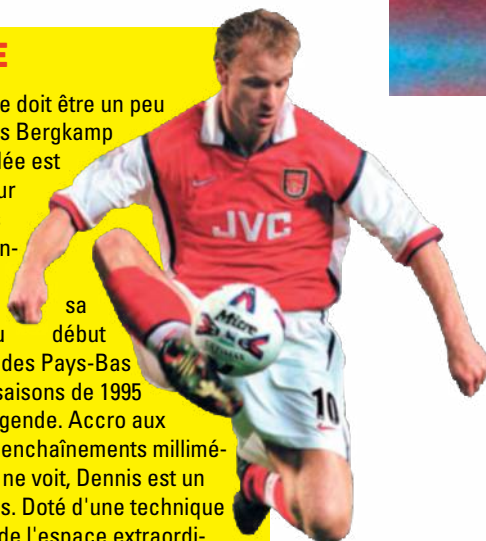 E
e doit être un peu
s Bergkamp
lée est
ur
n-
sa
u début
des Pays-Bas
saisons de 1995
gende. Accro aux
enchaînements millimé-
ne voit, Dennis est un
s. Doté d'une technique
de l'espace extraordi-
JVC
Mitre
10